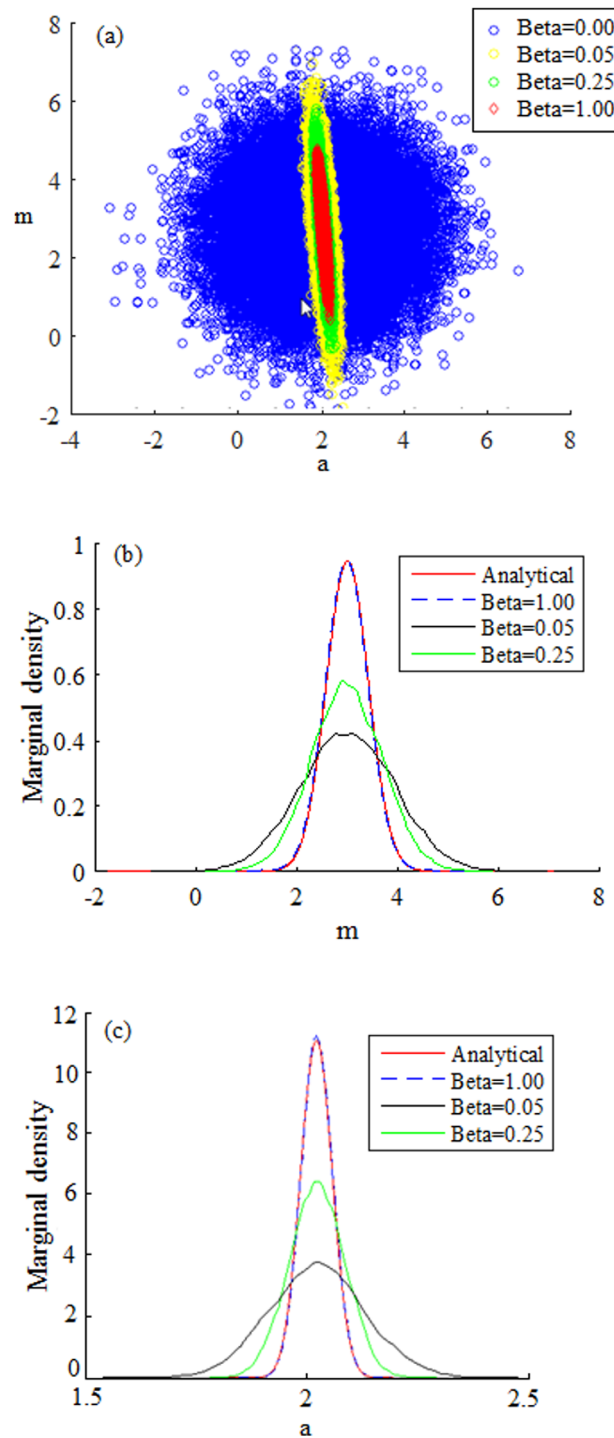 (a)
Beta=0.00
Beta=0.05
Beta=0.25
Beta=1.00
8
6
4
m
2
0
-2
-4 -2 0 2 4 6 8
a
(b)
Analytical
Beta=1.00
Beta=0.05
Beta=0.25
1
0.8
0.6
0.4
0.2
0
Marginal density
-2 0 2 4 6 8
m
(c)
Analytical
Beta=1.00
Beta=0.05
Beta=0.25
12
10
8
6
4
2
0
Marginal density
1.5 2 2.5
a